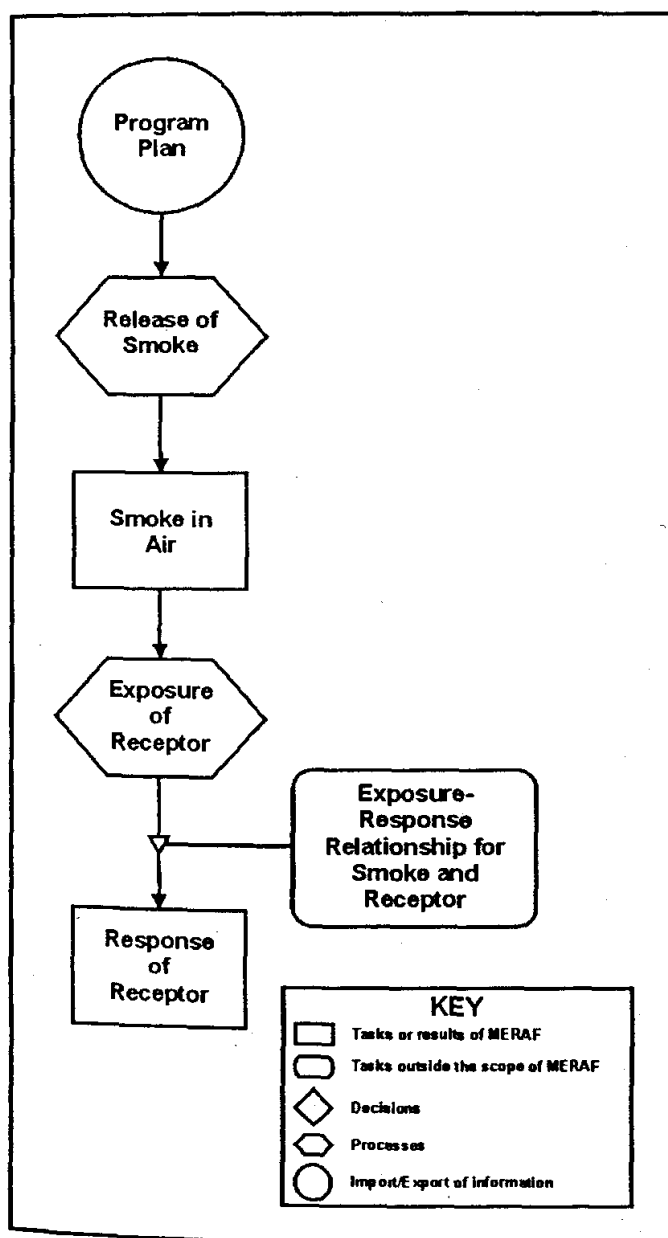 Program
Plan
Release of
Smoke
Smoke in
Air
Exposure
of
Receptor
Exposure-
Response
Relationship for
Smoke and
Receptor
Response
of
Receptor
KEY
Tasks or results of MERAF
Tasks outside the scope of MERAF
Decisions
Processes
Import/Export of information